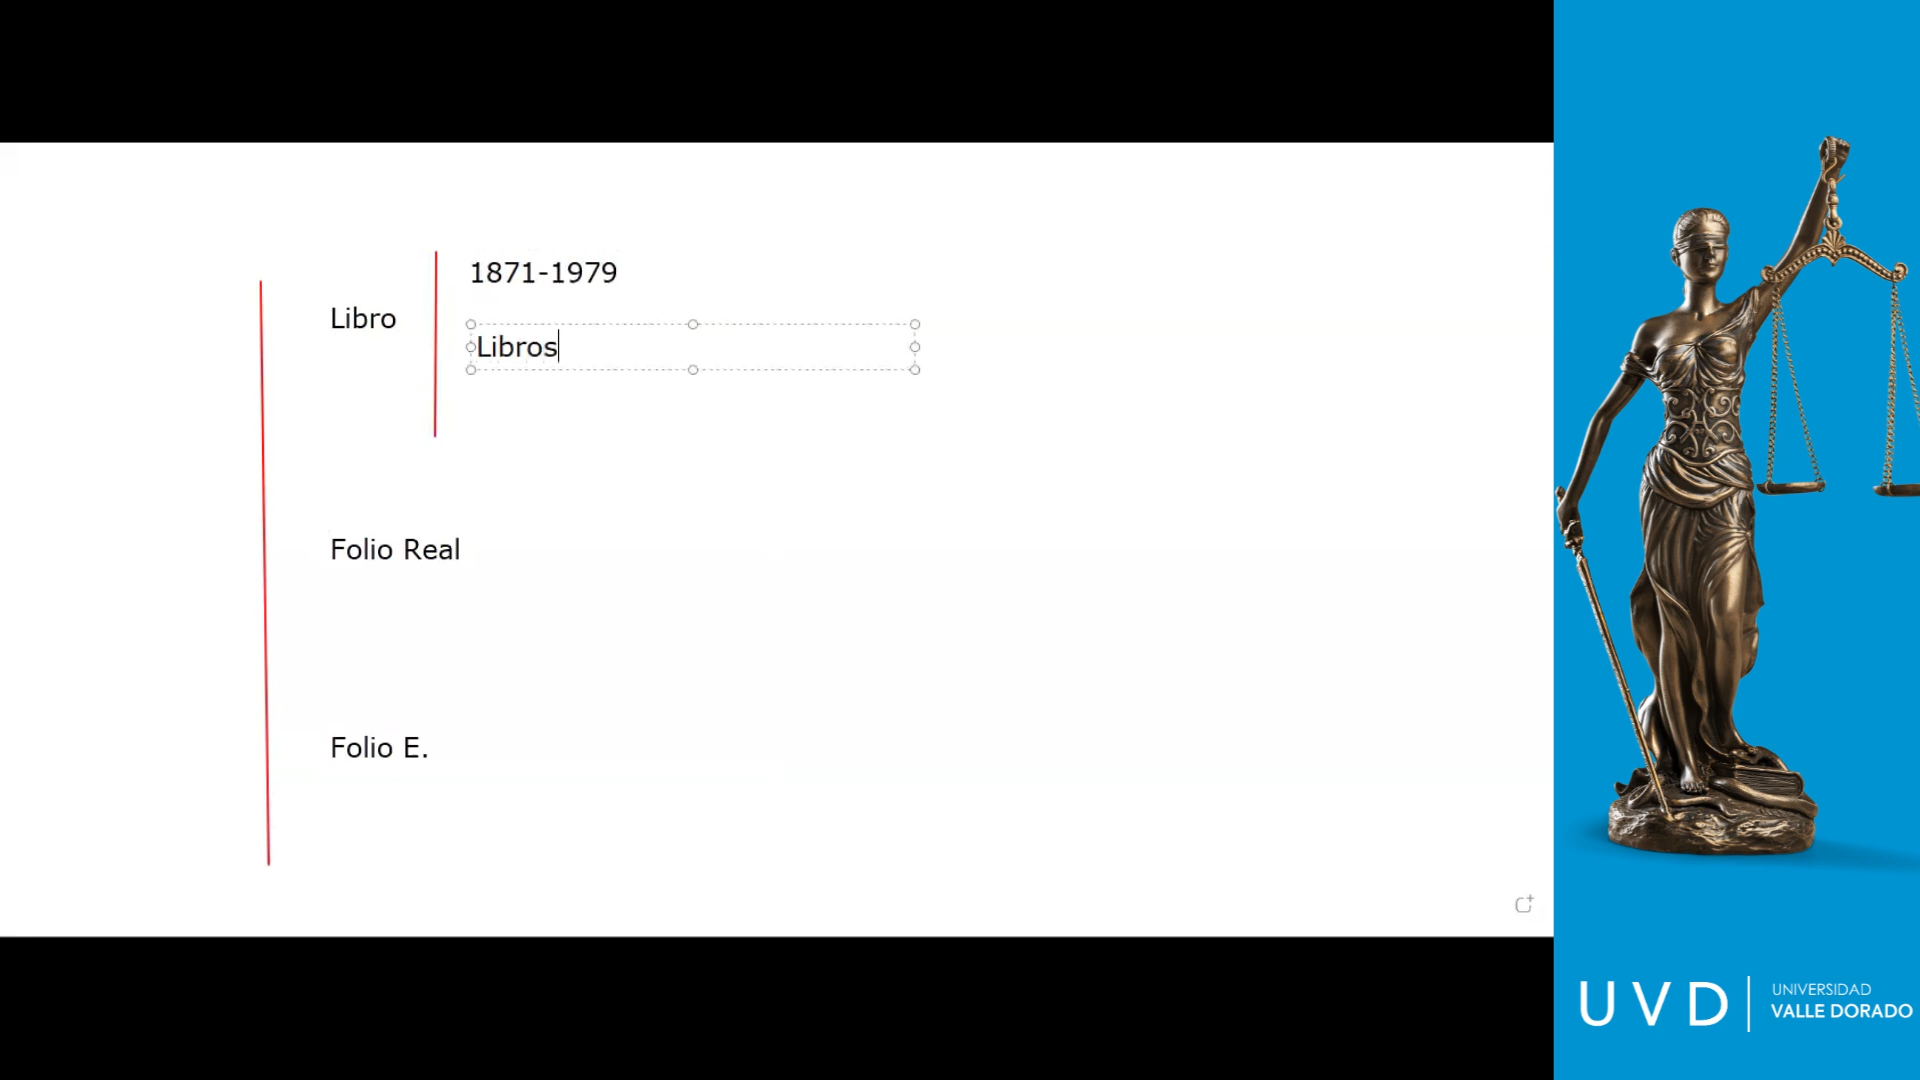 1871-1979
Libro
Libros
Folio Real
Folio E.
UVD
UNIVERSIDAD
VALLE DORADO